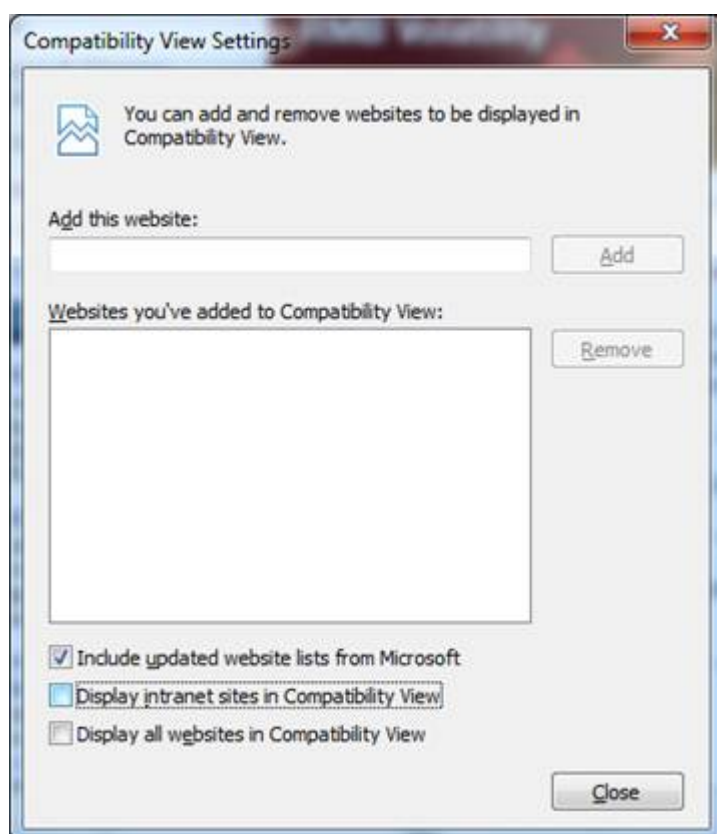 Compatibility View Settings
You can add and remove websites to be displayed in
Compatibility View.
Add this website:
Add
Websites you've added to Compatibility View:
Remove
Include updated website lists from Microsoft
Display intranet sites in Compatibility View
Display all websites in Compatibility View
Close